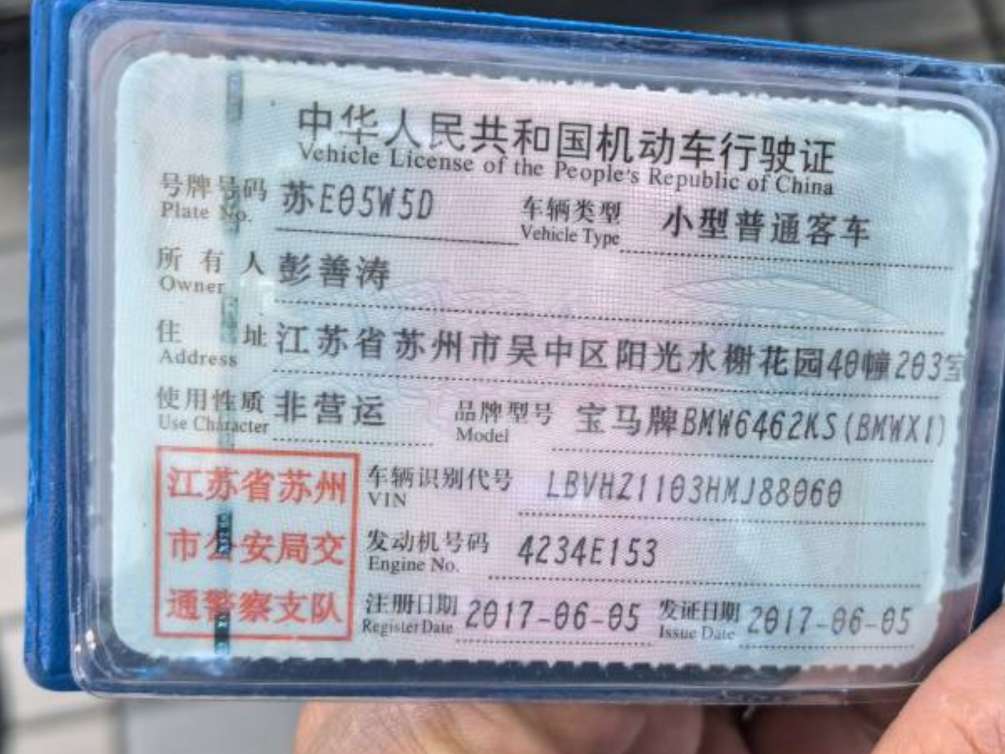 中华人民共和国机动车行驶证
Vehicle License of the People's Republic of China
号牌号码 苏E05W5D 车辆类型 小型普通客车
Plate No. Vehicle Type
所有人 彭善涛
Owner
住址 江苏省苏州市吴中区阳光水榭花园40幢203室
Address
使用性质 非营运 品牌型号 宝马牌BMW6462KS(BMWX1)
Use Character Model
江苏省苏州 车辆识别代号 LBVHZ1103HMJ88060
VIN
市公安局交 发动机号码 4234E153
Engine No.
通警察支队 注册日期 2017-06-05 发证日期 2017-06-05
Register Date Issue Date